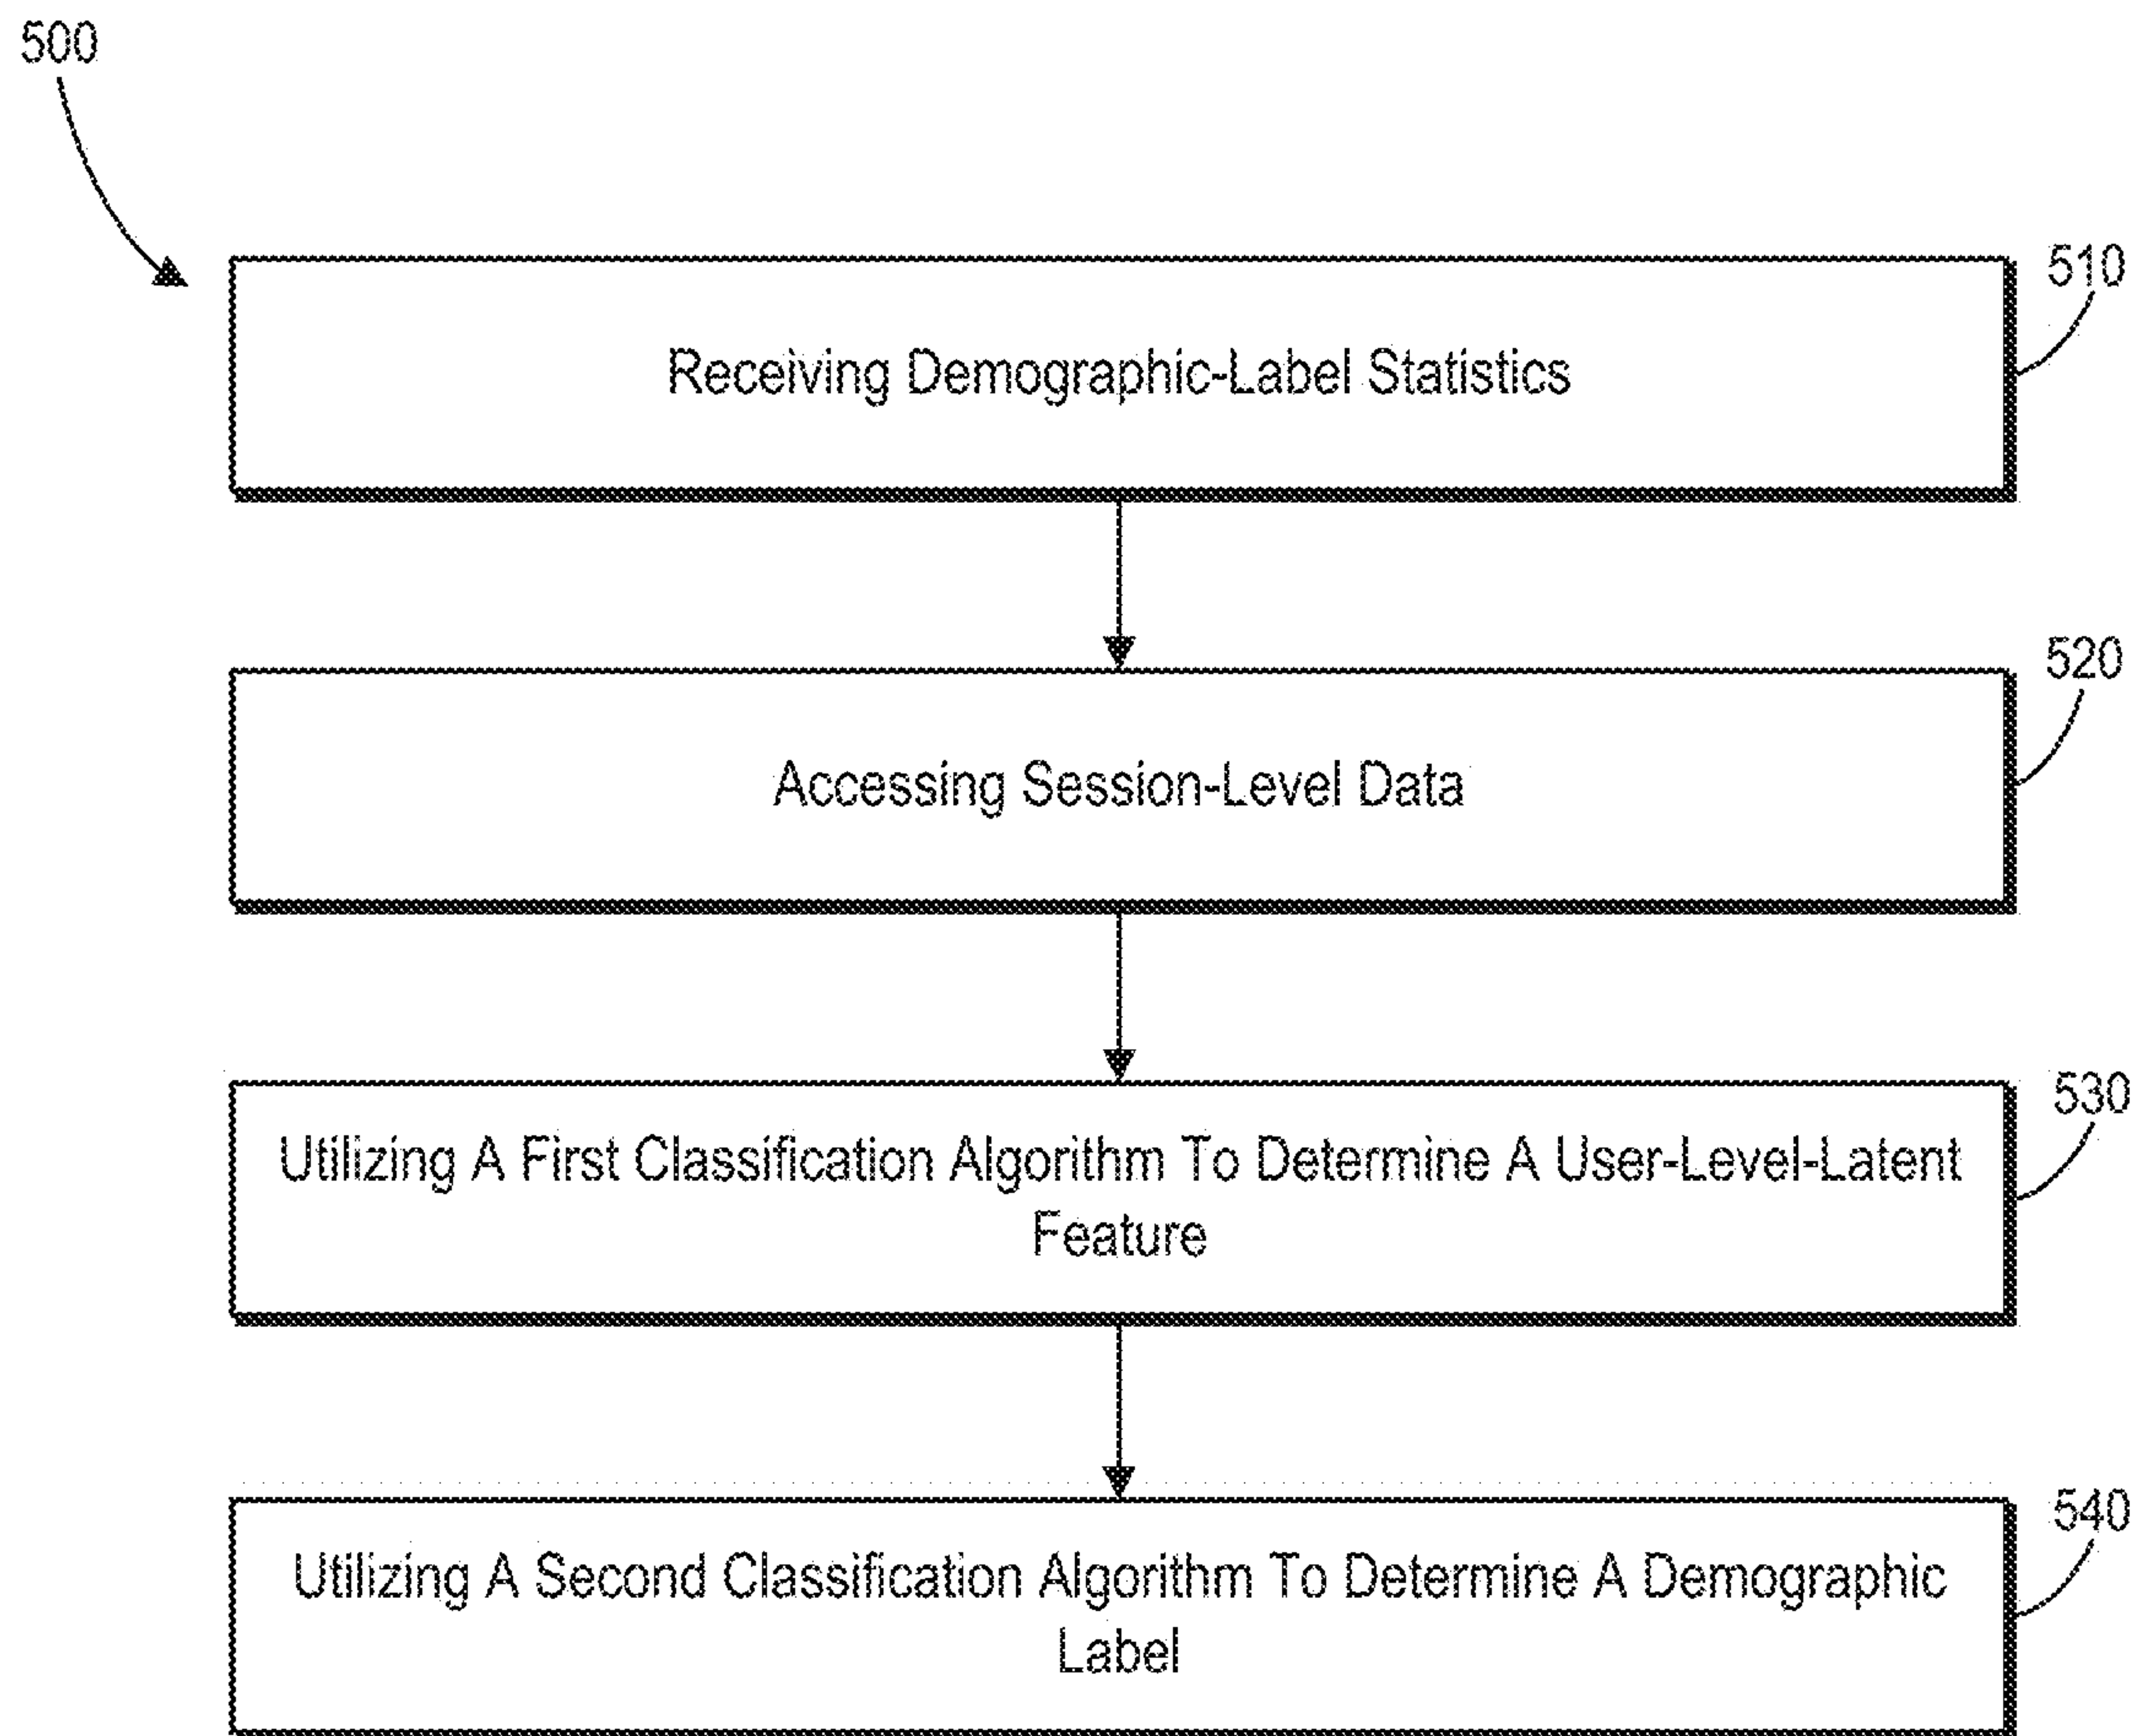 500
510
Receiving Demographic-Label Statistics
520
Accessing Session-Level Data
530
Utilizing A First Classification Algorithm To Determine A User-Level-Latent
Feature
540
Utilizing A Second Classification Algorithm To Determine A Demographic
Label